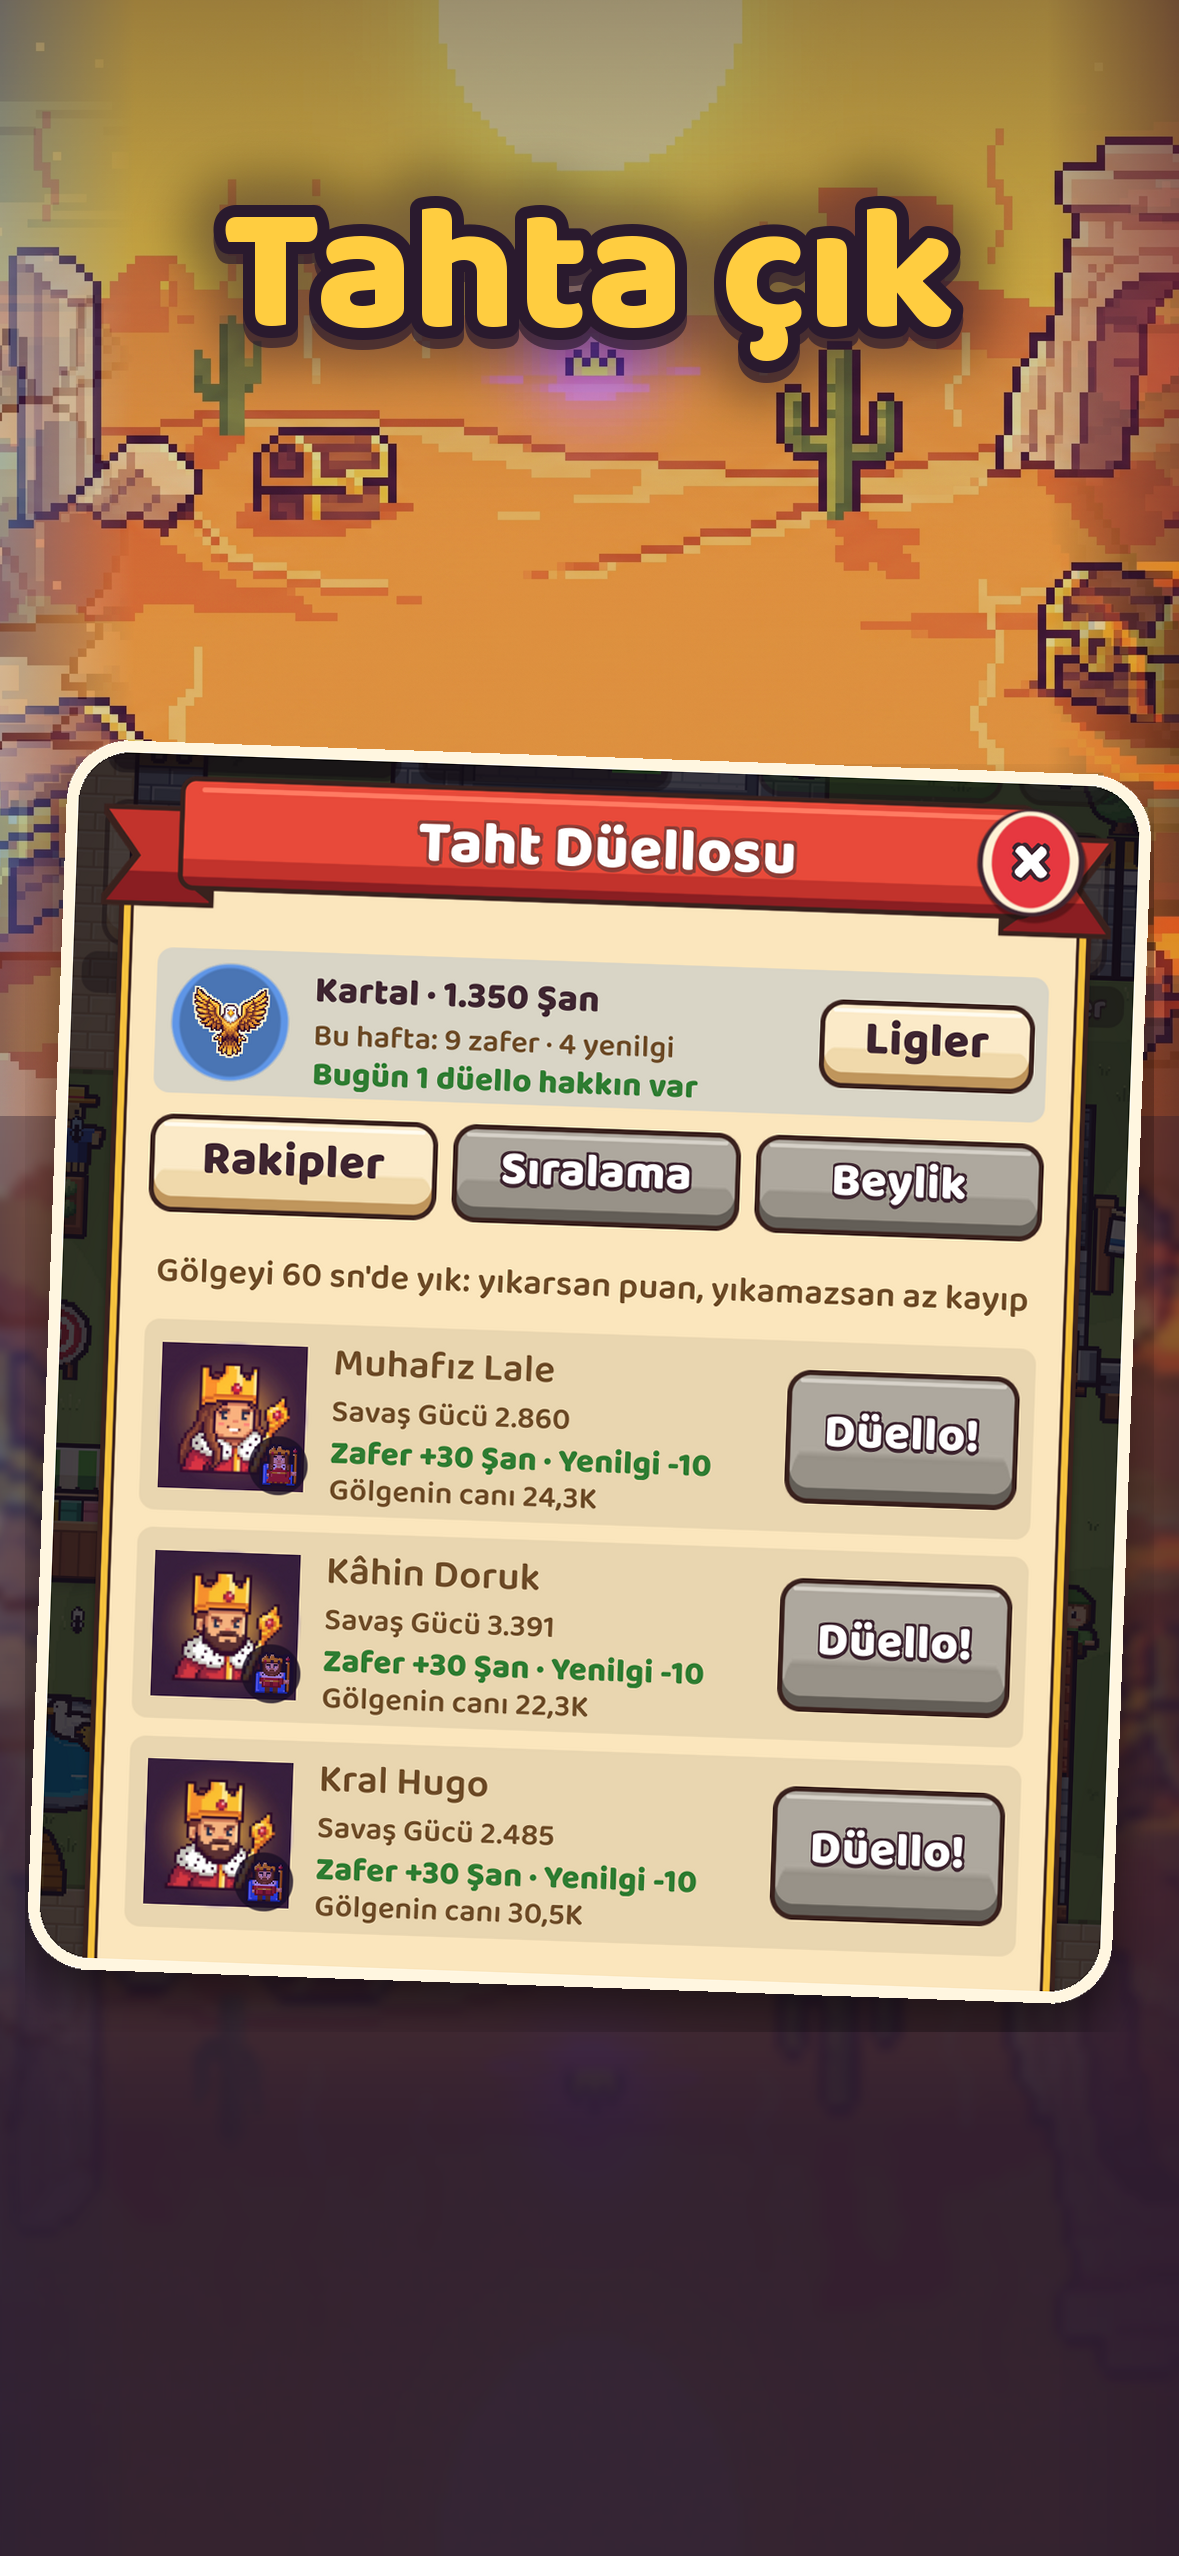 Tahta çık
Taht Düellosu
Kartal · 1.350 Şan
Bu hafta: 9 zafer · 4 yenilgi
Bugün 1 düello hakkın var
Ligler
Rakipler
Sıralama
Beylik
Gölgeyi 60 sn'de yık: yıkarsan puan, yıkamazsan az kayıp
Muhafız Lale
Savaş Gücü 2.860
Zafer +30 Şan · Yenilgi -10
Gölgenin canı 24,3K
Düello!
Kâhin Doruk
Savaş Gücü 3.391
Zafer +30 Şan · Yenilgi -10
Gölgenin canı 22,3K
Düello!
Kral Hugo
Savaş Gücü 2.485
Zafer +30 Şan · Yenilgi -10
Gölgenin canı 30,5K
Düello!